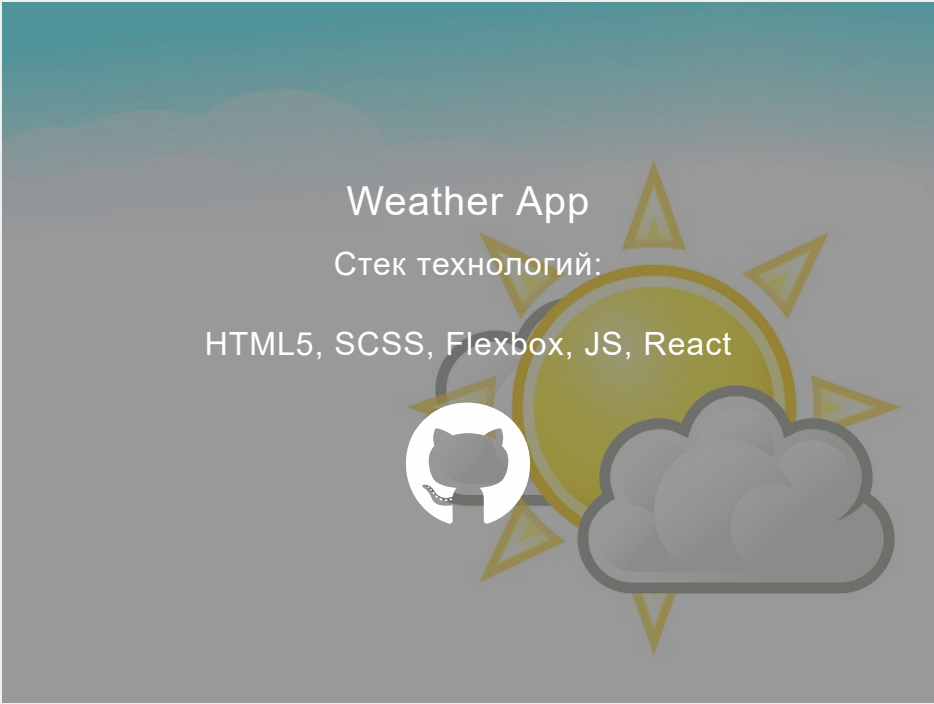 Weather App
Стек технологий:
HTML5, SCSS, Flexbox, JS, React